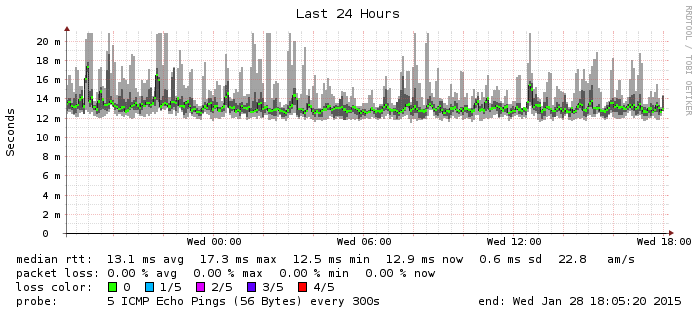 Last 24 Hours
RRDTOOL / TOBI OETIKER
Seconds
20 m
18 m
16 m
14 m
12 m
10 m
8 m
6 m
4 m
2 m
0
Wed 00:00 Wed 06:00 Wed 12:00 Wed 18:00
median rtt: 13.1 ms avg 17.3 ms max 12.5 ms min 12.9 ms now 0.6 ms sd 22.8 am/s
packet loss: 0.00 % avg 0.00 % max 0.00 % min 0.00 % now
loss color: 0 1/5 2/5 3/5 4/5
probe: 5 ICMP Echo Pings (56 Bytes) every 300s end: Wed Jan 28 18:05:20 2015